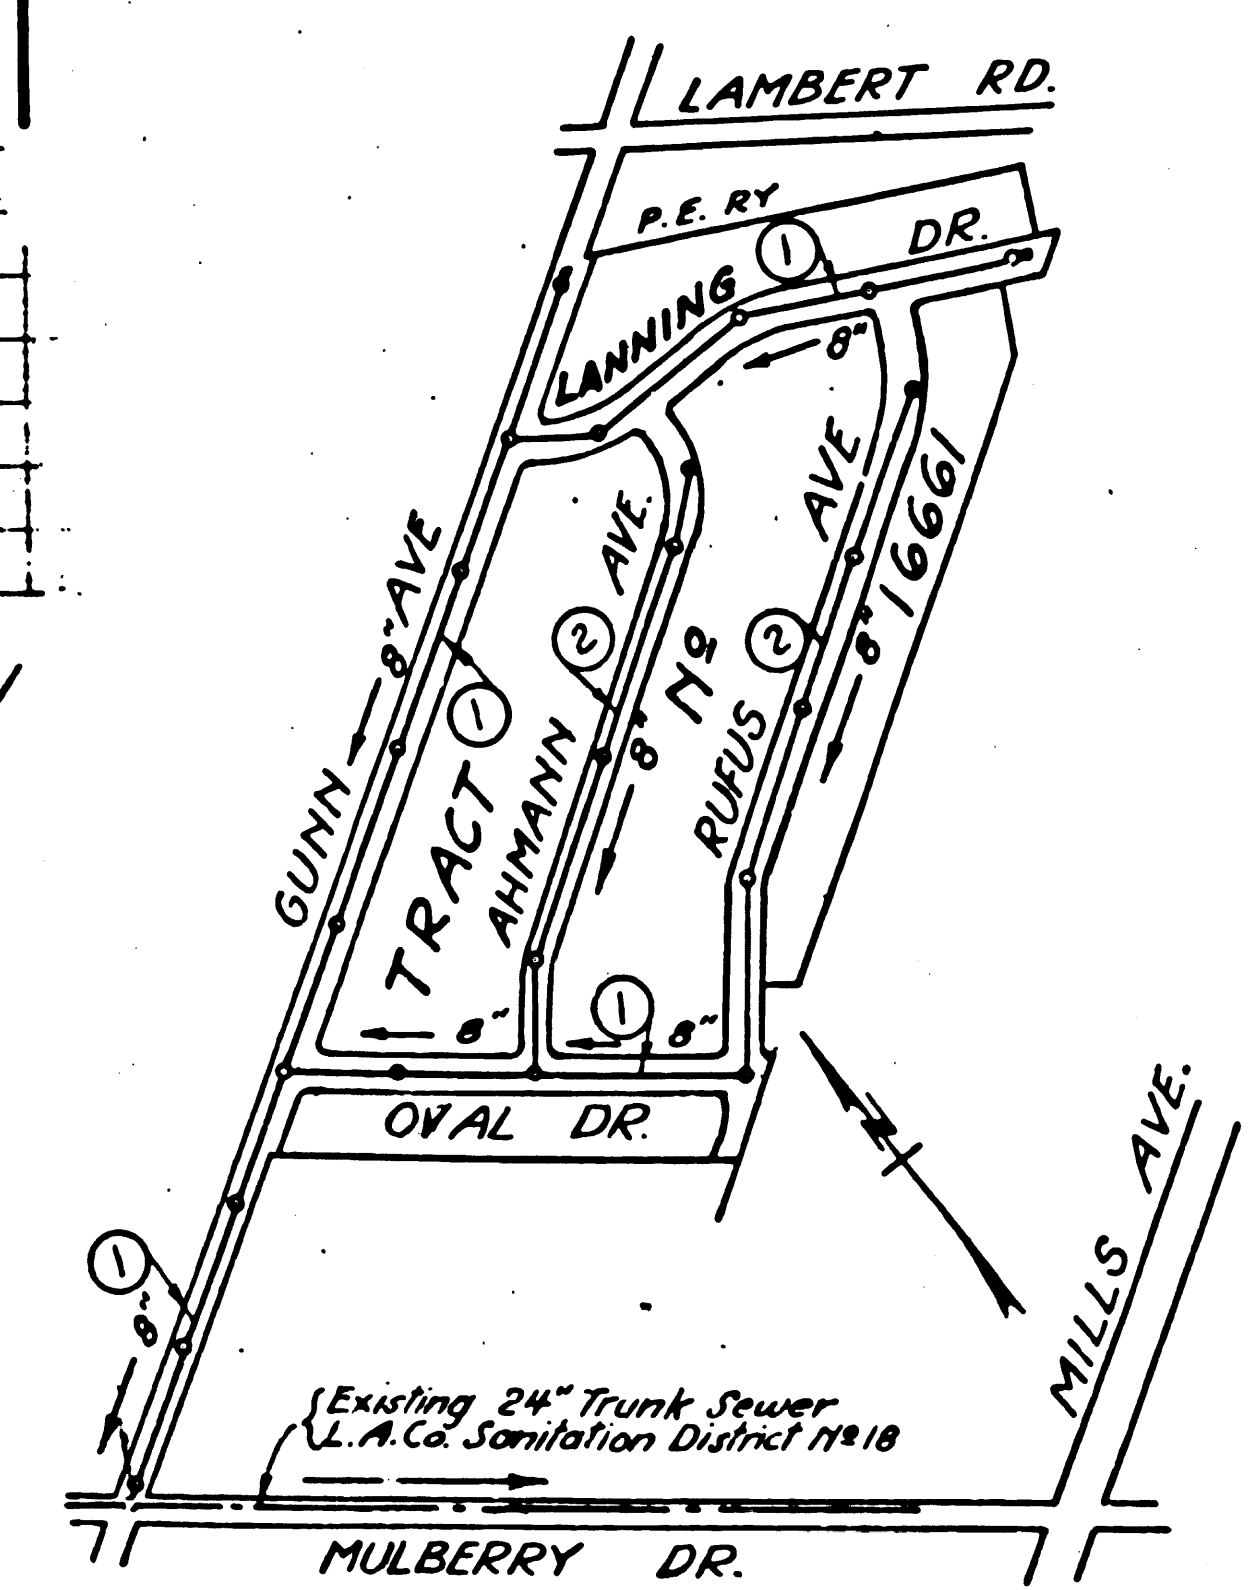 LAMBERT RD.
P.E. RY
1
LANNING DR.
8"
GUNN 8" AVE
1
TRACT Nº 16661
AHMANN AVE.
2
8"
RUFUS AVE
2
8"
8"
1
8"
OVAL DR.
MILLS AVE.
N
1
8"
Existing 24" Trunk Sewer
L.A.Co. Sanitation District Nº 18
MULBERRY DR.